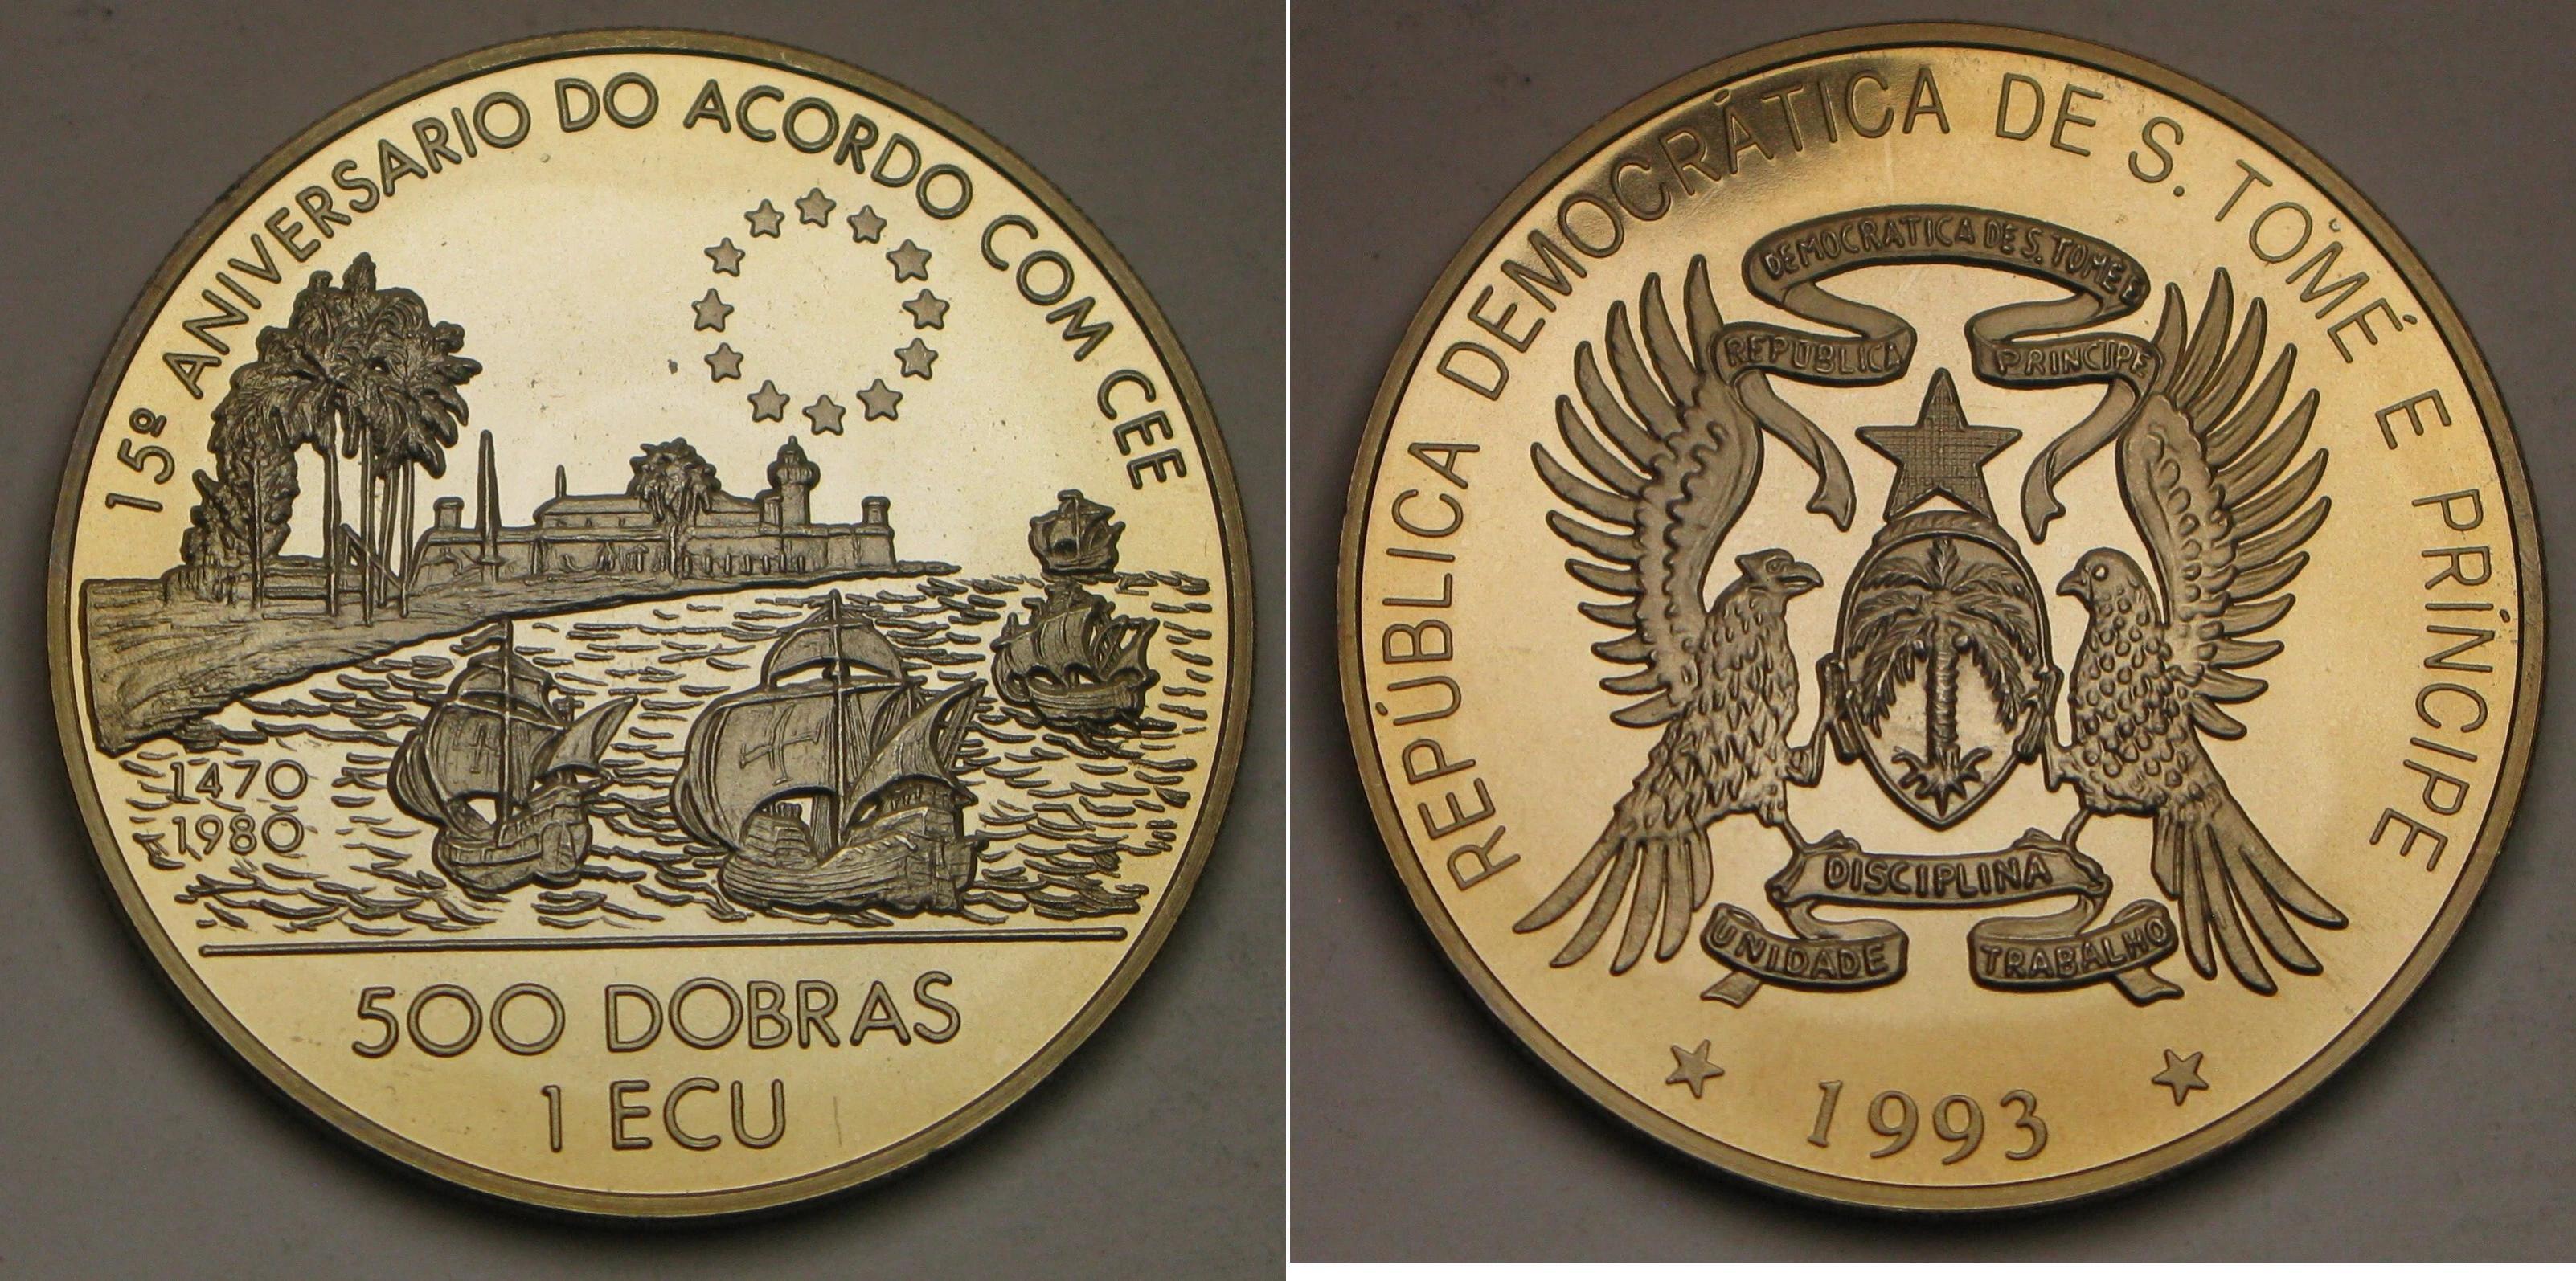 15º ANIVERSARIO DO ACORDO COM CEE
1470
1980
500 DOBRAS
1 ECU
REPÚBLICA DEMOCRÁTICA DE S. TOMÉ E PRÍNCIPE
DEMOCRATICA DE S. TOMÉ E
REPÚBLICA
PRINCIPE
DISCIPLINA
UNIDADE
TRABALHO
1993